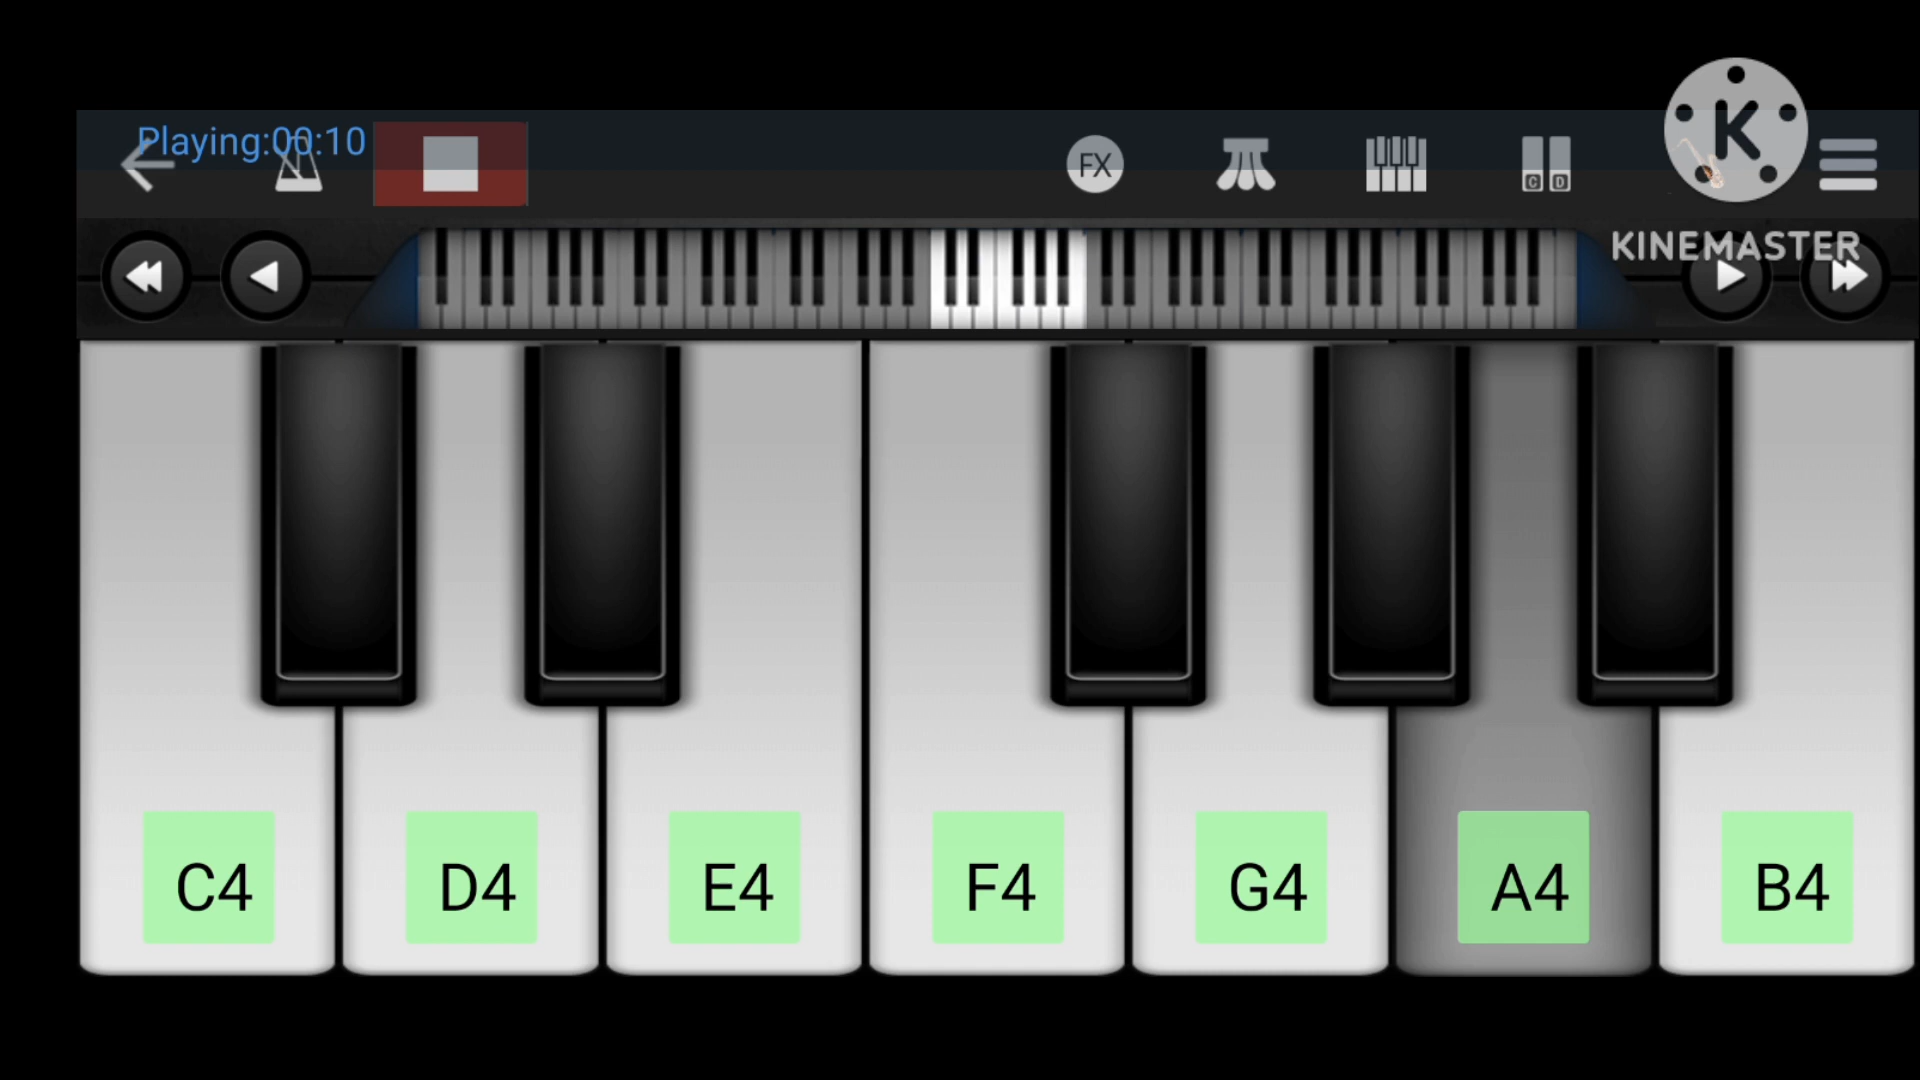 Playing:00:10
FX
C D
K
KINEMASTER
C4 D4 E4 F4 G4 A4 B4